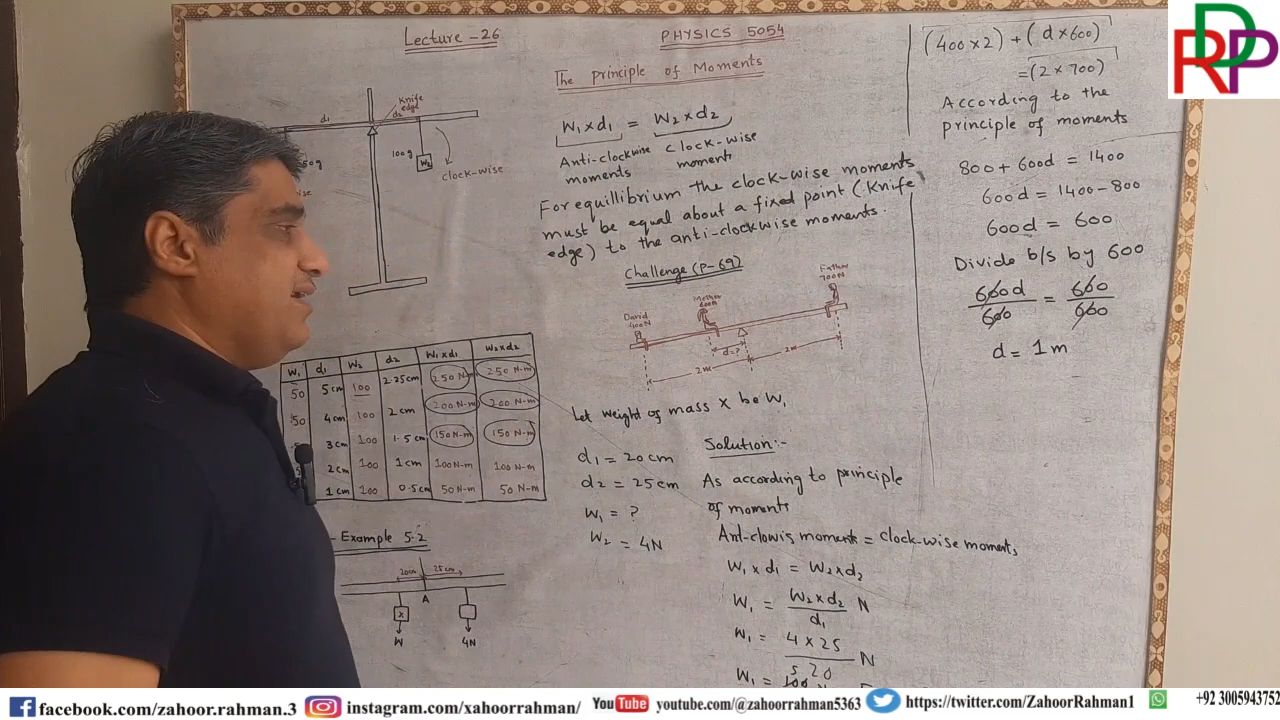 Lecture-26
PHYSICS 5054
The principle of Moments
W1 x d1 = W2 x d2
Anti-clockwise moments
clock-wise moments
For equillibrium the clock-wise moments
must be equal about a fixed point (Knife
edge) to the anti-clockwise moments.
d1
Knife edge
d2
100g
W2
clock-wise
50g
Challenge (P-69)
David 400N
Mother 600N
Father 700N
d=?
2m
2m
W1 d1 W2 d2 W1xd1 W2xd2
50 5cm 100 2.25cm 250 N-m 250 N-m
50 4cm 100 2cm 200 N-m 200 N-m
3cm 100 1.5cm 150 N-m 150 N-m
2cm 100 1cm 100 N-m 100 N-m
1cm 100 0.5cm 50 N-m 50 N-m
Example 5.2
20cm 25cm
A
X
W 4N
Let weight of mass X be W1
d1 = 20cm
d2 = 25cm
W1 = ?
W2 = 4N
Solution:-
As according to principle
of moments
Ant-clowis moments = clock-wise moments
W1 x d1 = W2 x d2
W1 = W2 x d2 / d1 N
W1 = 4 x 25 / 20 N
W1 =
(400 x 2) + (d x 600)
= (2 x 700)
According to the
principle of moments
800 + 600d = 1400
600d = 1400 - 800
600d = 600
Divide b/s by 600
600d / 600 = 600 / 600
d = 1m
RDP
facebook.com/zahoor.rahman.3 instagram.com/xahoorrahman/ YouTube youtube.com/@zahoorrahman5363 https://twitter.com/ZahoorRahman1 +92 3005943752